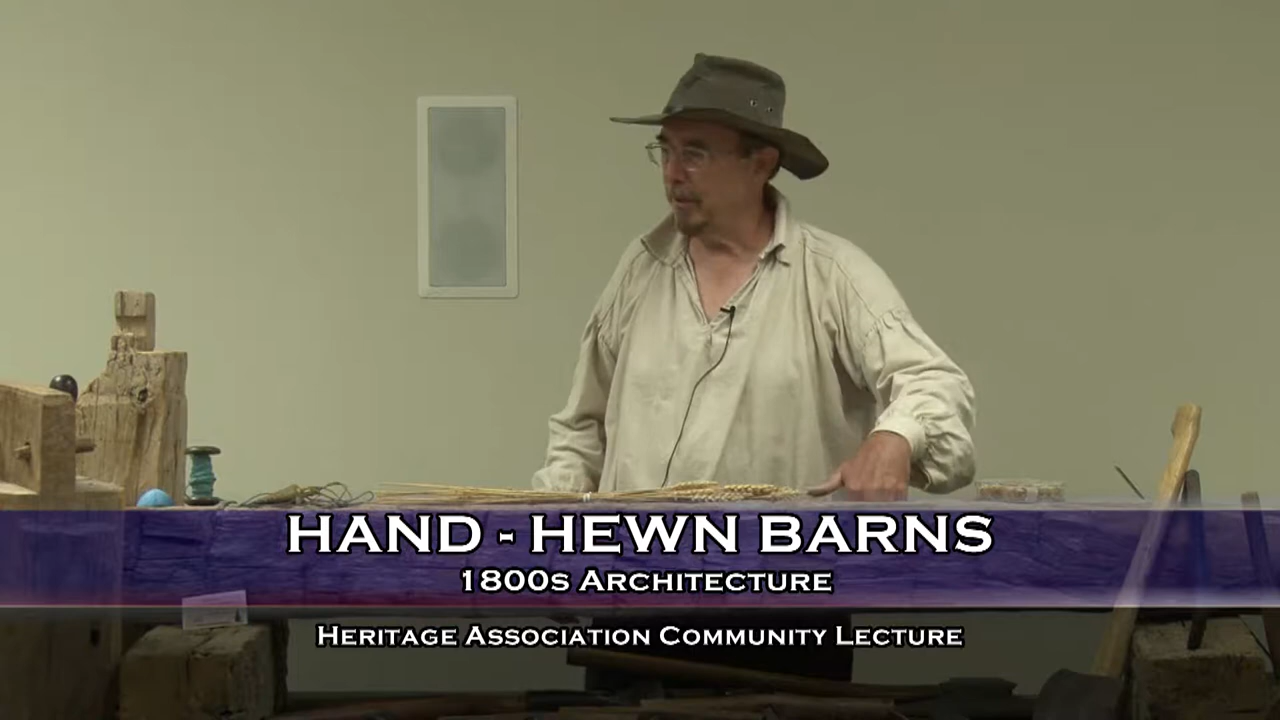 HAND - HEWN BARNS
1800s Architecture
Heritage Association Community Lecture